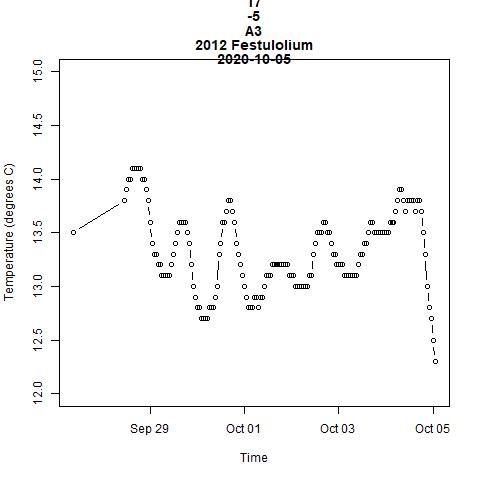 17
-5
A3
2012 Festulolium
2020-10-05
Temperature (degrees C)
15.0
14.5
14.0
13.5
13.0
12.5
12.0
Sep 29
Oct 01
Oct 03
Oct 05
Time